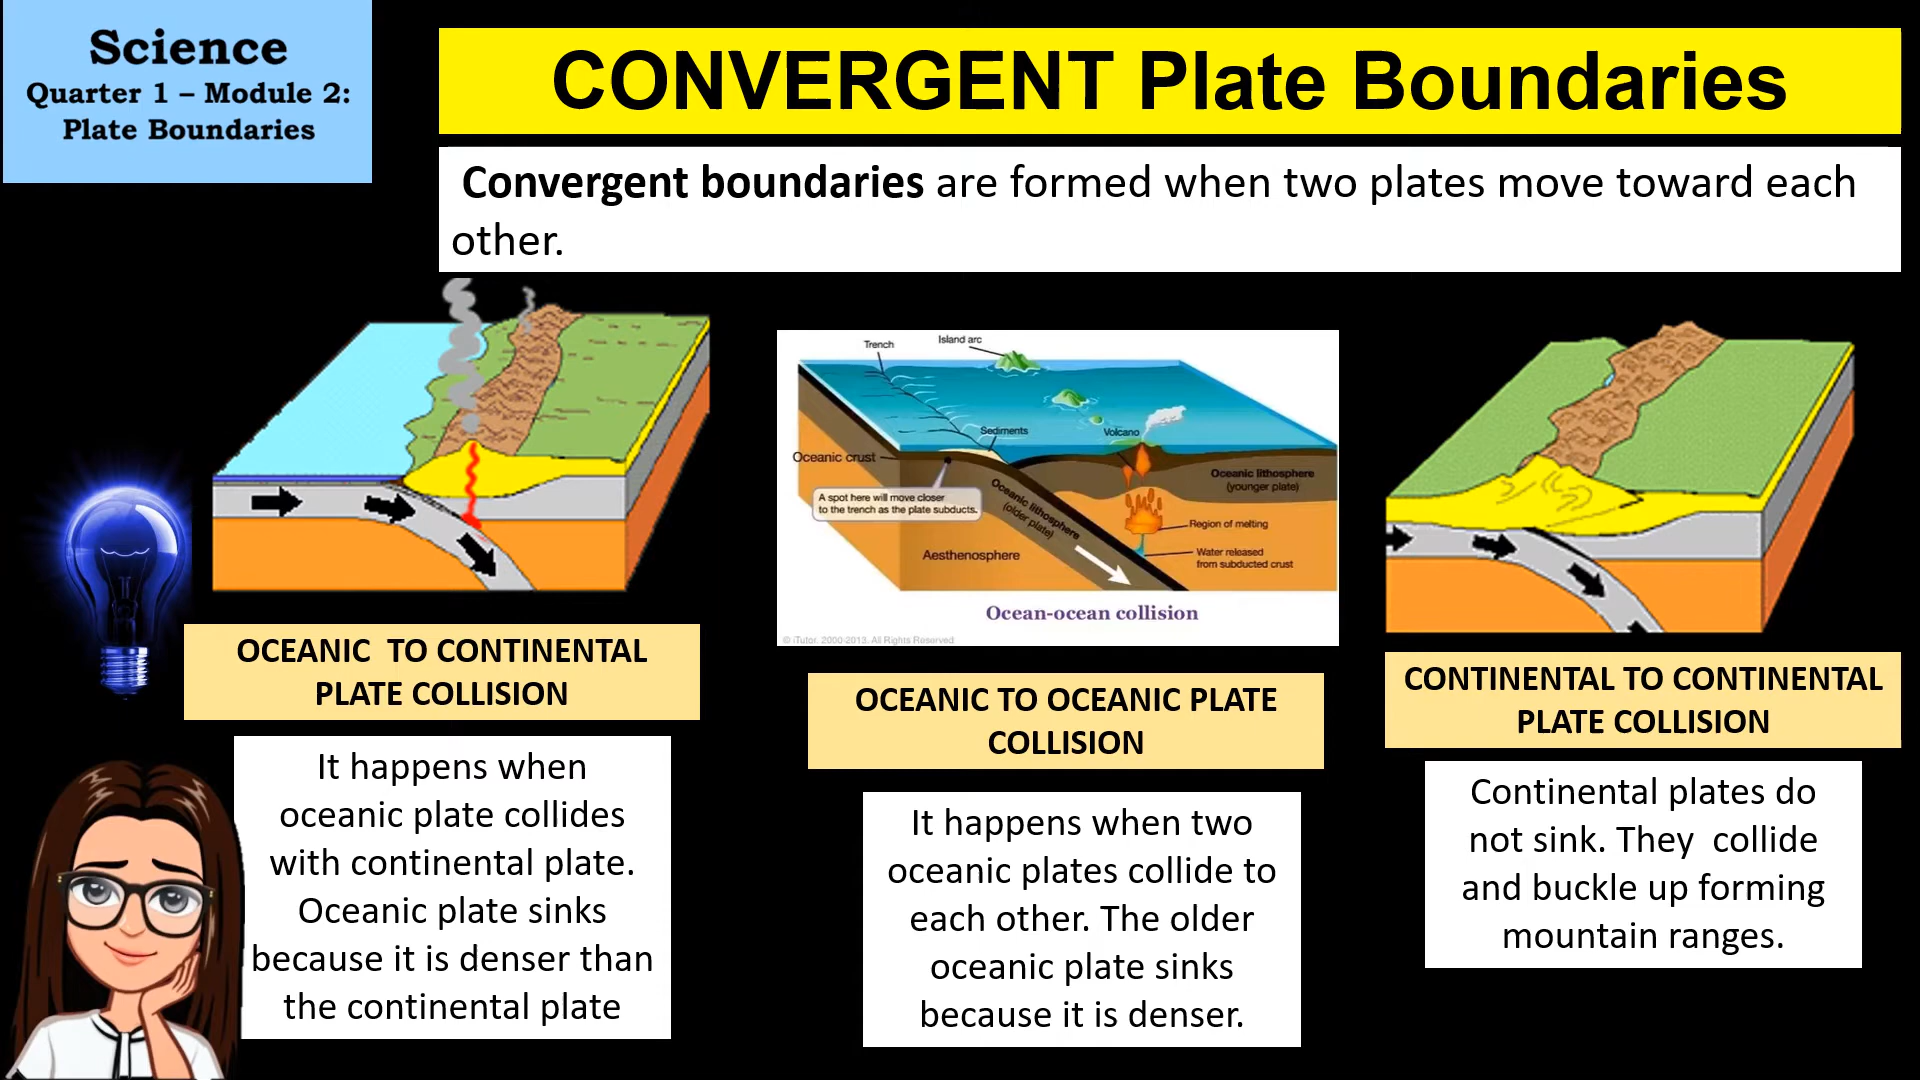 Science
Quarter 1 – Module 2:
Plate Boundaries
CONVERGENT Plate Boundaries
Convergent boundaries are formed when two plates move toward each
other.
Trench
Island arc
Sediments
Volcano
Oceanic crust
Oceanic lithosphere
(younger plate)
A spot here will move closer
to the trench as the plate subducts.
Oceanic lithosphere
(older plate)
Region of melting
Aesthenosphere
Water released
from subducted crust
Ocean-ocean collision
© iTutor. 2000-2013. All Rights Reserved
OCEANIC TO CONTINENTAL
PLATE COLLISION
It happens when
oceanic plate collides
with continental plate.
Oceanic plate sinks
because it is denser than
the continental plate
OCEANIC TO OCEANIC PLATE
COLLISION
It happens when two
oceanic plates collide to
each other. The older
oceanic plate sinks
because it is denser.
CONTINENTAL TO CONTINENTAL
PLATE COLLISION
Continental plates do
not sink. They collide
and buckle up forming
mountain ranges.